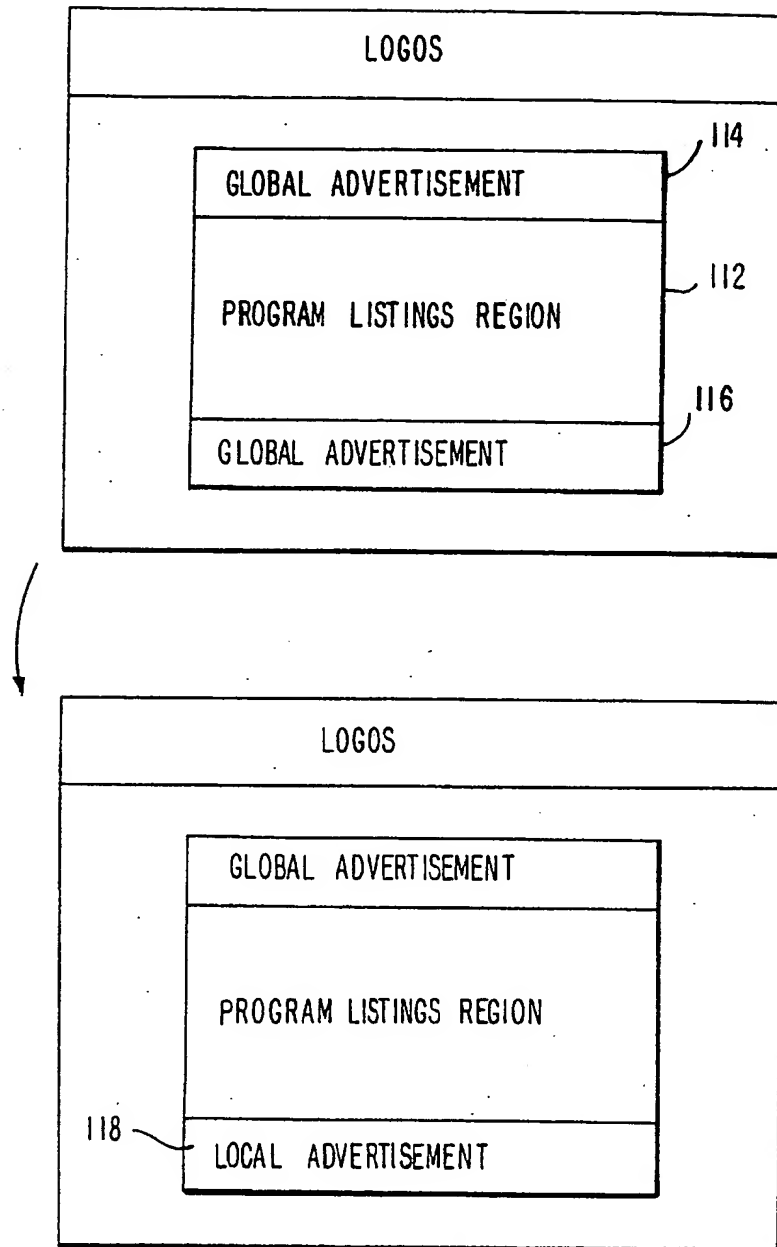 LOGOS
114
GLOBAL ADVERTISEMENT
112
PROGRAM LISTINGS REGION
116
GLOBAL ADVERTISEMENT
LOGOS
GLOBAL ADVERTISEMENT
PROGRAM LISTINGS REGION
118
LOCAL ADVERTISEMENT